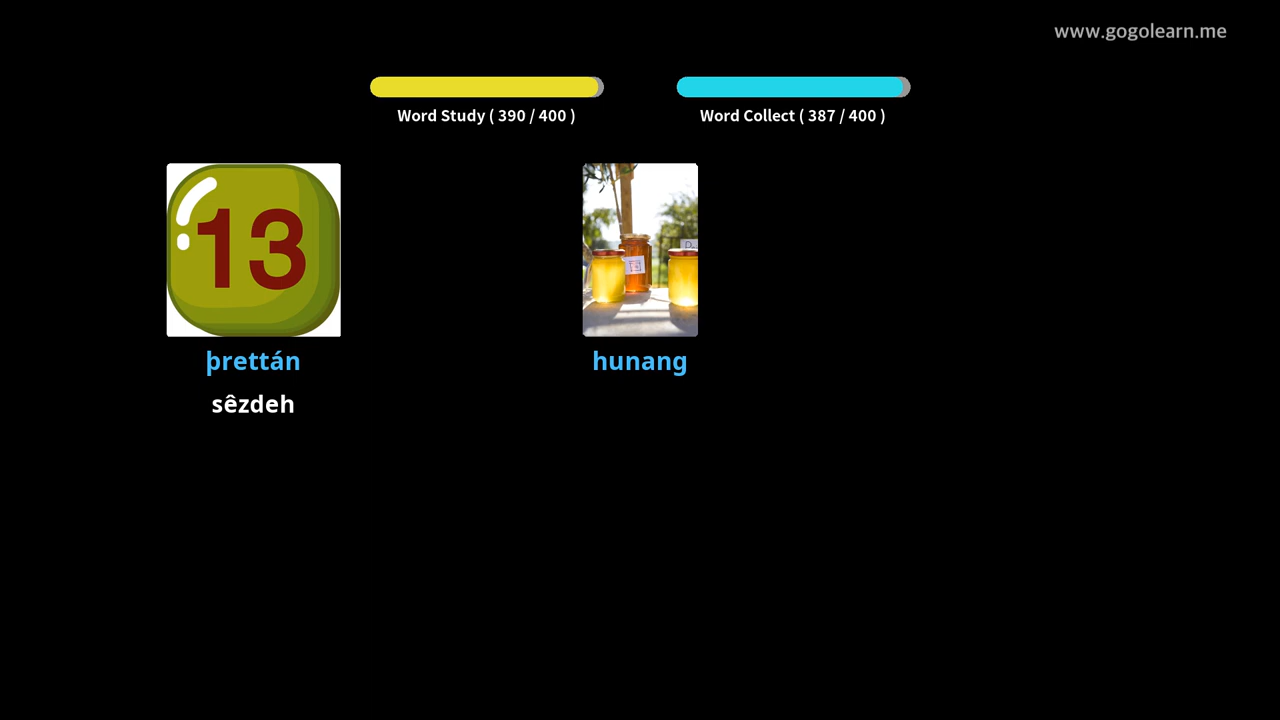 www.gogolearn.me
Word Study ( 390 / 400 )
Word Collect ( 387 / 400 )
13
þrettán
sêzdeh
hunang